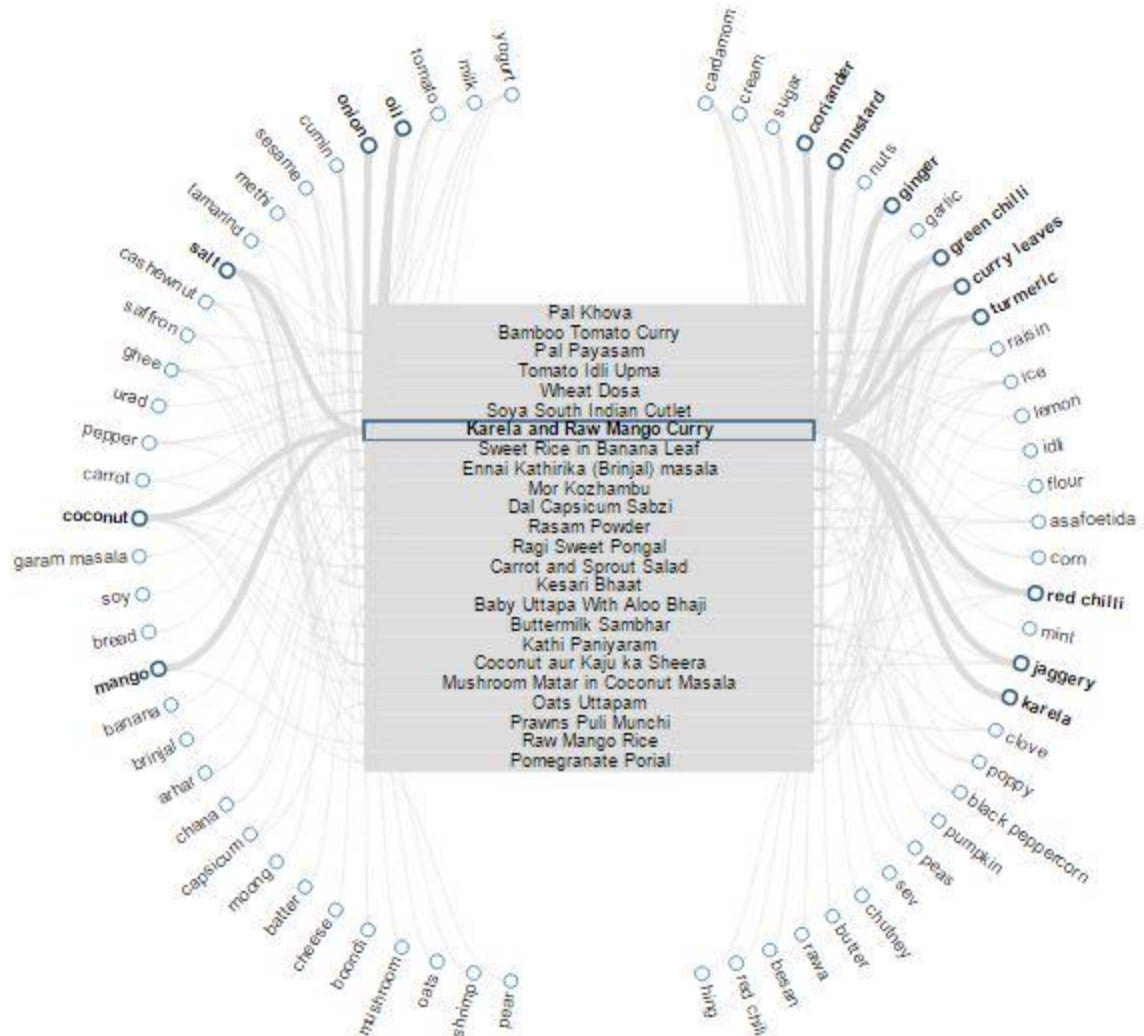 yogurt
milk
tomato
oil
onion
cumin
sesame
methi
tamarind
salt
cashewnut
saffron
ghee
urad
pepper
carrot
coconut
garam masala
soy
bread
mango
banana
brinjal
arhar
chana
capsicum
moong
batter
cheese
boondi
mushroom
oats
shrimp
pear
Pal Khova
Bamboo Tomato Curry
Pal Payasam
Tomato Idli Upma
Wheat Dosa
Soya South Indian Cutlet
Karela and Raw Mango Curry
Sweet Rice in Banana Leaf
Ennai Kathirika (Brinjal) masala
Mor Kozhambu
Dal Capsicum Sabzi
Rasam Powder
Ragi Sweet Pongal
Carrot and Sprout Salad
Kesari Bhaat
Baby Uttapa With Aloo Bhaji
Buttermilk Sambhar
Kathi Paniyaram
Coconut aur Kaju ka Sheera
Mushroom Matar in Coconut Masala
Oats Uttapam
Prawns Puli Munchi
Raw Mango Rice
Pomegranate Porial
cardamom
cream
sugar
coriander
mustard
nuts
ginger
garlic
green chilli
curry leaves
turmeric
raisin
ice
lemon
idli
flour
asafoetida
corn
red chilli
mint
jaggery
karela
clove
poppy
black peppercorn
pumpkin
peas
sev
chutney
butter
rawa
besan
red chili
hing